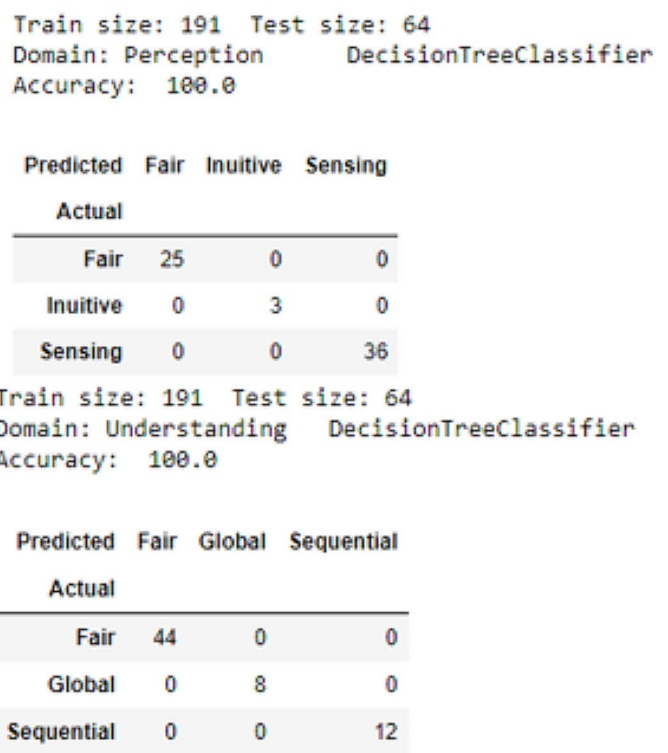 Train size: 191 Test size: 64
Domain: Perception DecisionTreeClassifier
Accuracy: 100.0
Predicted Fair Inuitive Sensing
Actual
Fair 25 0 0
Inuitive 0 3 0
Sensing 0 0 36
Train size: 191 Test size: 64
Domain: Understanding DecisionTreeClassifier
Accuracy: 100.0
Predicted Fair Global Sequential
Actual
Fair 44 0 0
Global 0 8 0
Sequential 0 0 12